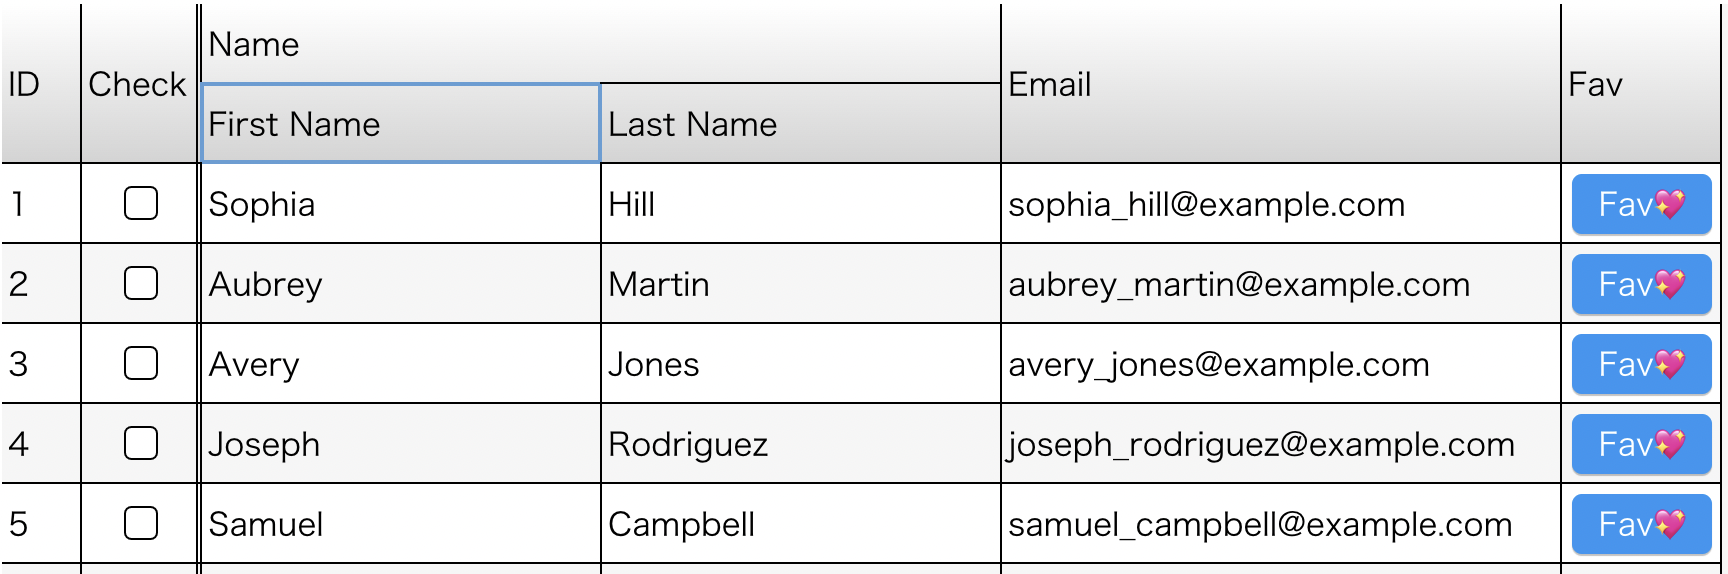 ID Check Name Email Fav
First Name Last Name
1 Sophia Hill sophia_hill@example.com Fav💖
2 Aubrey Martin aubrey_martin@example.com Fav💖
3 Avery Jones avery_jones@example.com Fav💖
4 Joseph Rodriguez joseph_rodriguez@example.com Fav💖
5 Samuel Campbell samuel_campbell@example.com Fav💖